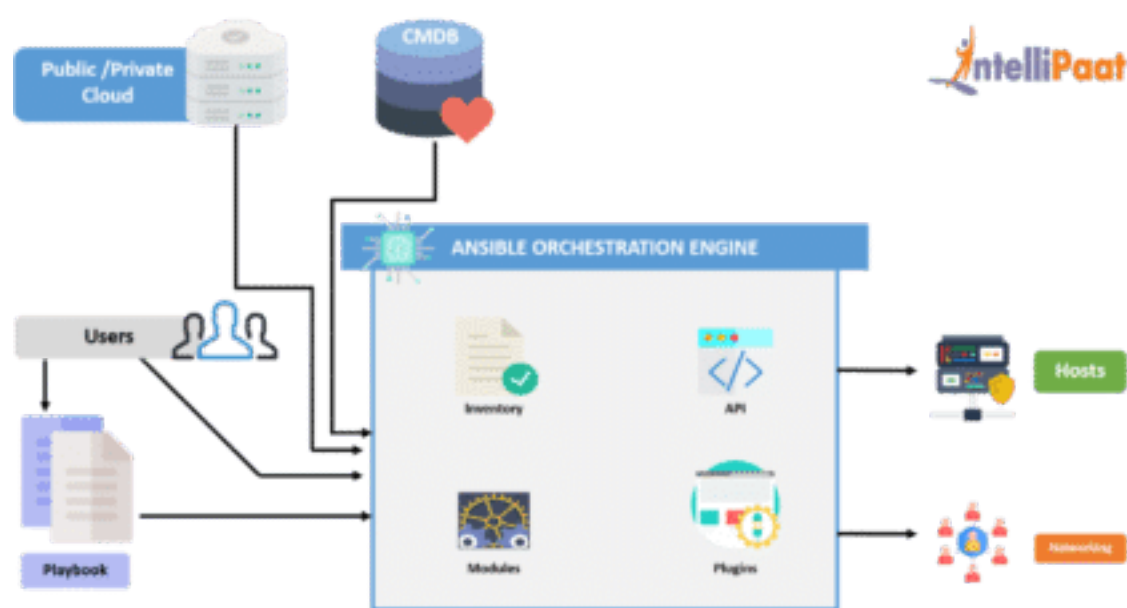 Public /Private
Cloud
CMDB
IntelliPaat
ANSIBLE ORCHESTRATION ENGINE
Users
Inventory
API
Hosts
Playbook
Modules
Plugins
Networking